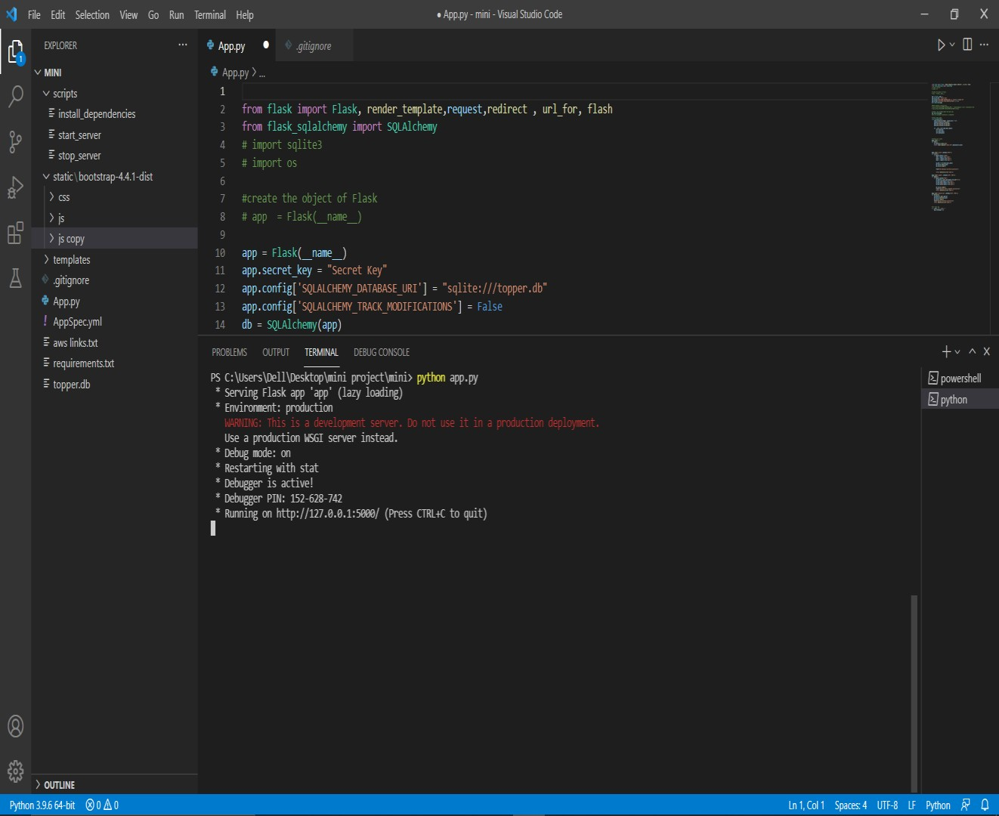 File Edit Selection View Go Run Terminal Help
● App.py - mini - Visual Studio Code
EXPLORER
1
MINI
scripts
install_dependencies
start_server
stop_server
static\bootstrap-4.4.1-dist
css
js
js copy
templates
.gitignore
App.py
AppSpec.yml
aws links.txt
requirements.txt
topper.db
OUTLINE
App.py
.gitignore
App.py > ...
1
2 from flask import Flask, render_template,request,redirect , url_for, flash
3 from flask_sqlalchemy import SQLAlchemy
4 # import sqlite3
5 # import os
6
7 #create the object of Flask
8 # app  = Flask(__name__)
9
10 app = Flask(__name__)
11 app.secret_key = "Secret Key"
12 app.config['SQLALCHEMY_DATABASE_URI'] = "sqlite:///topper.db"
13 app.config['SQLALCHEMY_TRACK_MODIFICATIONS'] = False
14 db = SQLAlchemy(app)
PROBLEMS OUTPUT TERMINAL DEBUG CONSOLE
PS C:\Users\Dell\Desktop\mini project\mini> python app.py
* Serving Flask app 'app' (lazy loading)
* Environment: production
WARNING: This is a development server. Do not use it in a production deployment.
Use a production WSGI server instead.
* Debug mode: on
* Restarting with stat
* Debugger is active!
* Debugger PIN: 152-628-742
* Running on http://127.0.0.1:5000/ (Press CTRL+C to quit)
powershell
python
Python 3.9.6 64-bit 0 0
Ln 1, Col 1 Spaces: 4 UTF-8 LF Python